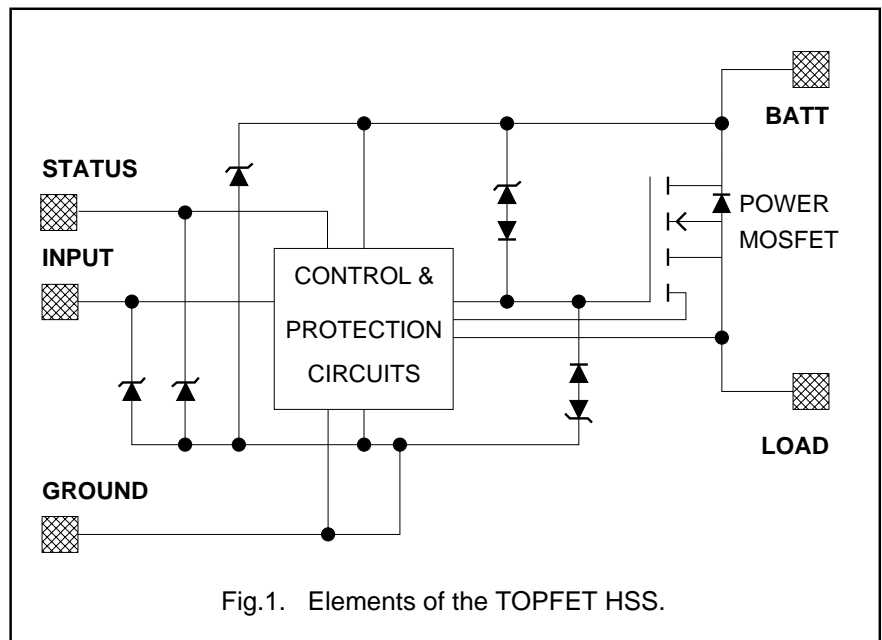 BATT
STATUS
POWER
MOSFET
INPUT
CONTROL &
PROTECTION
CIRCUITS
LOAD
GROUND
Fig.1. Elements of the TOPFET HSS.